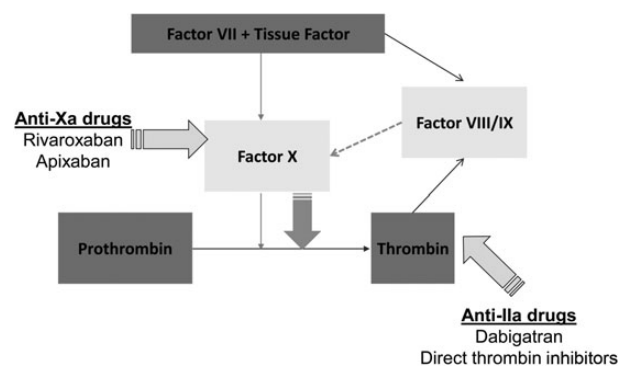 Factor VII + Tissue Factor
Anti-Xa drugs
Rivaroxaban
Apixaban
Factor VIII/IX
Factor X
Prothrombin
Thrombin
Anti-IIa drugs
Dabigatran
Direct thrombin inhibitors